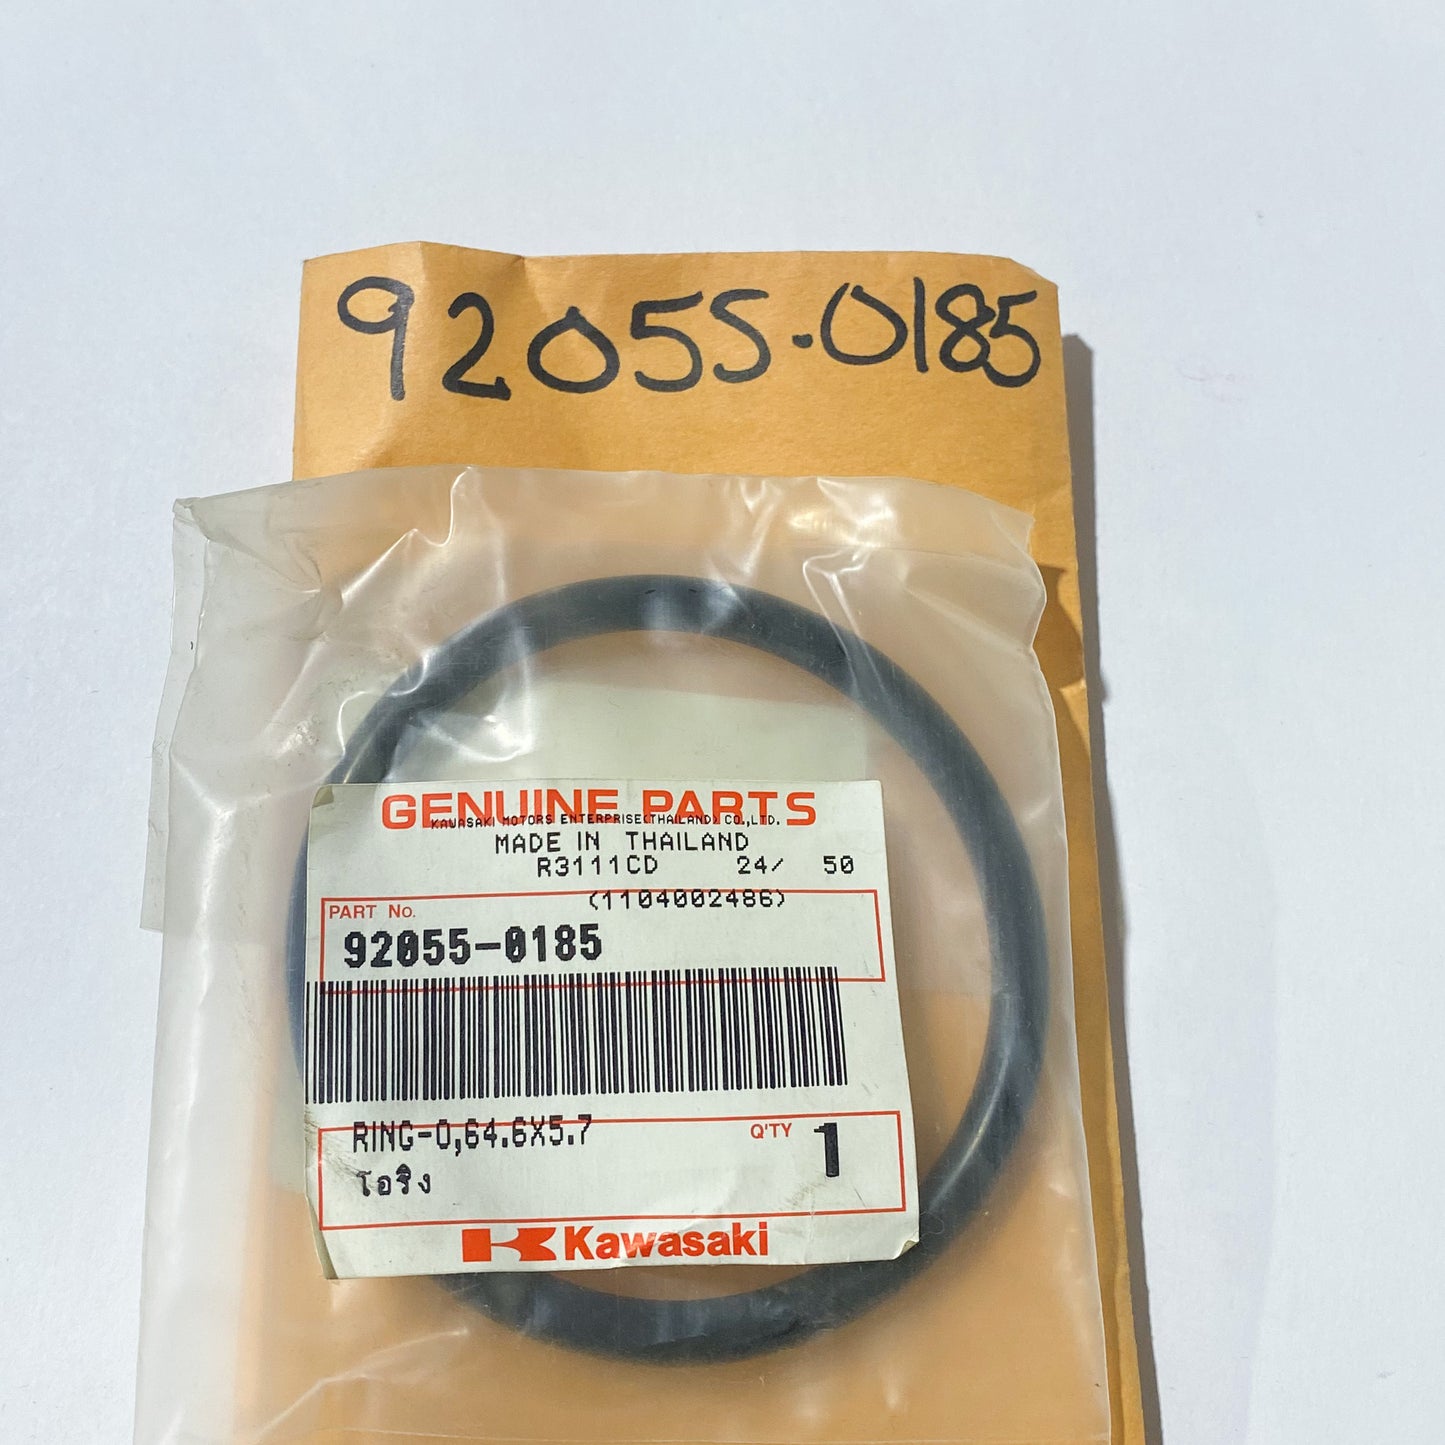 92055-0185
GENUINE PARTS
KAWASAKI MOTORS ENTERPRISE(THAILAND) CO.,LTD.
MADE IN THAILAND
R3111CD 24/ 50
(1104002486)
PART No.
92055-0185
RING-O,64.6X5.7
Q'TY 1
โอริง
Kawasaki